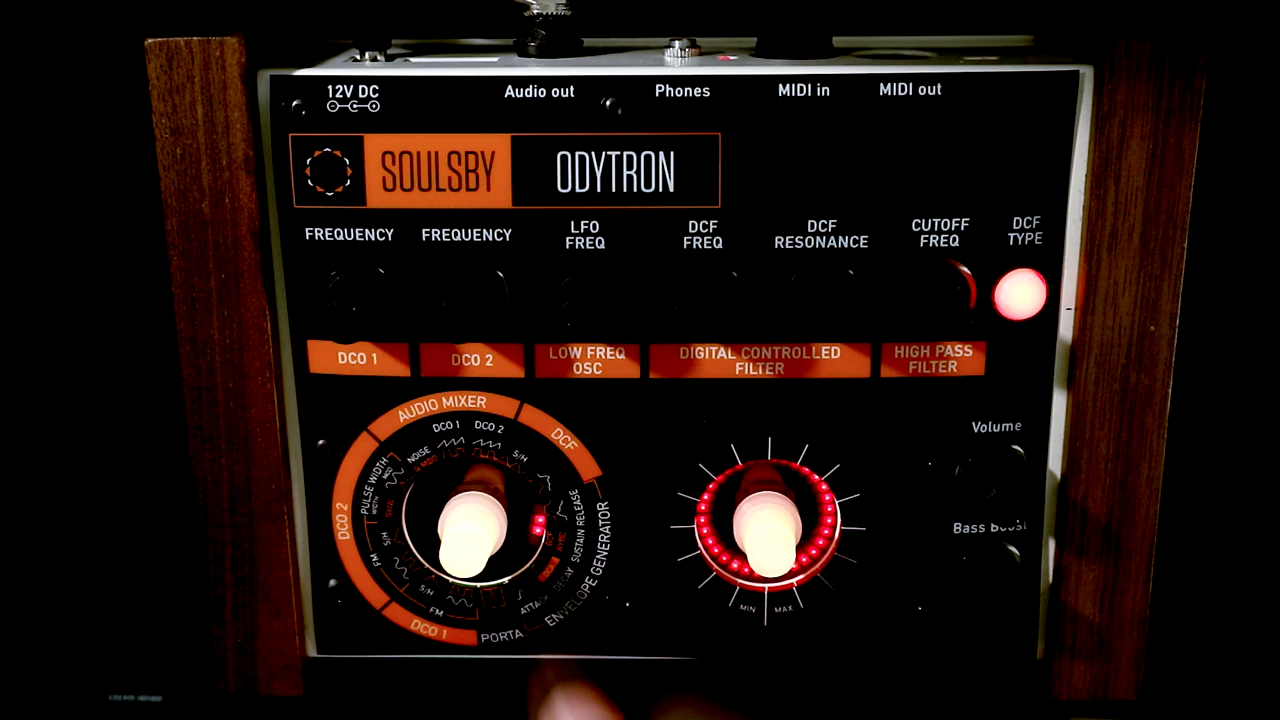 12V DC
Audio out
Phones
MIDI in
MIDI out
SOULSBY
ODYTRON
FREQUENCY
FREQUENCY
LFO
FREQ
DCF
FREQ
DCF
RESONANCE
CUTOFF
FREQ
DCF
TYPE
DCO 1
DCO 2
LOW FREQ
OSC
DIGITAL CONTROLLED
FILTER
HIGH PASS
FILTER
AUDIO MIXER
DCF
DCO 2
DCO 1
PORTA
ENVELOPE GENERATOR
NOISE
DCO 1
DCO 2
S/H
PULSE WIDTH
WIDTH
S/H
FM
S/H
FM
DECAY
SUSTAIN
RELEASE
MIN
MAX
Volume
Bass Boost